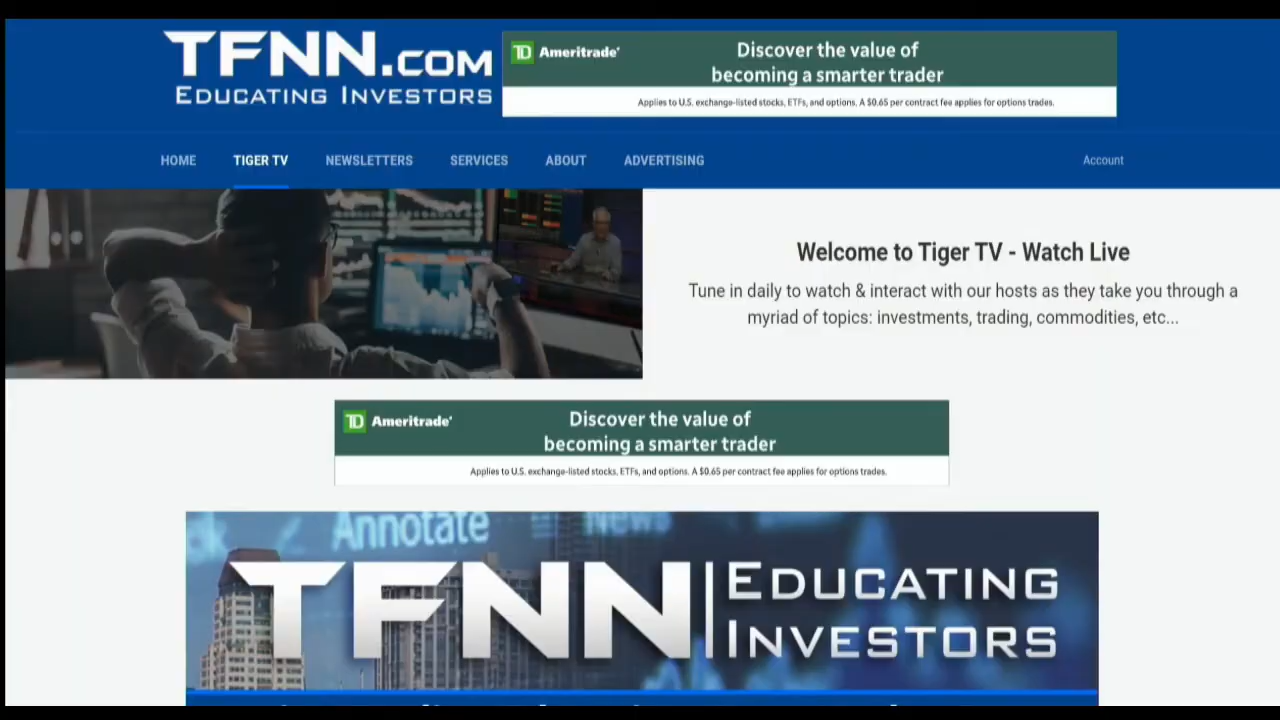 TFNN.COM
EDUCATING INVESTORS
TD Ameritrade
Discover the value of
becoming a smarter trader
Applies to U.S. exchange-listed stocks, ETFs, and options. A $0.65 per contract fee applies for options trades.
HOME TIGER TV NEWSLETTERS SERVICES ABOUT ADVERTISING Account
Welcome to Tiger TV - Watch Live
Tune in daily to watch & interact with our hosts as they take you through a
myriad of topics: investments, trading, commodities, etc...
TD Ameritrade
Discover the value of
becoming a smarter trader
Applies to U.S. exchange-listed stocks, ETFs, and options. A $0.65 per contract fee applies for options trades.
Annotate News
TFNN EDUCATING
INVESTORS